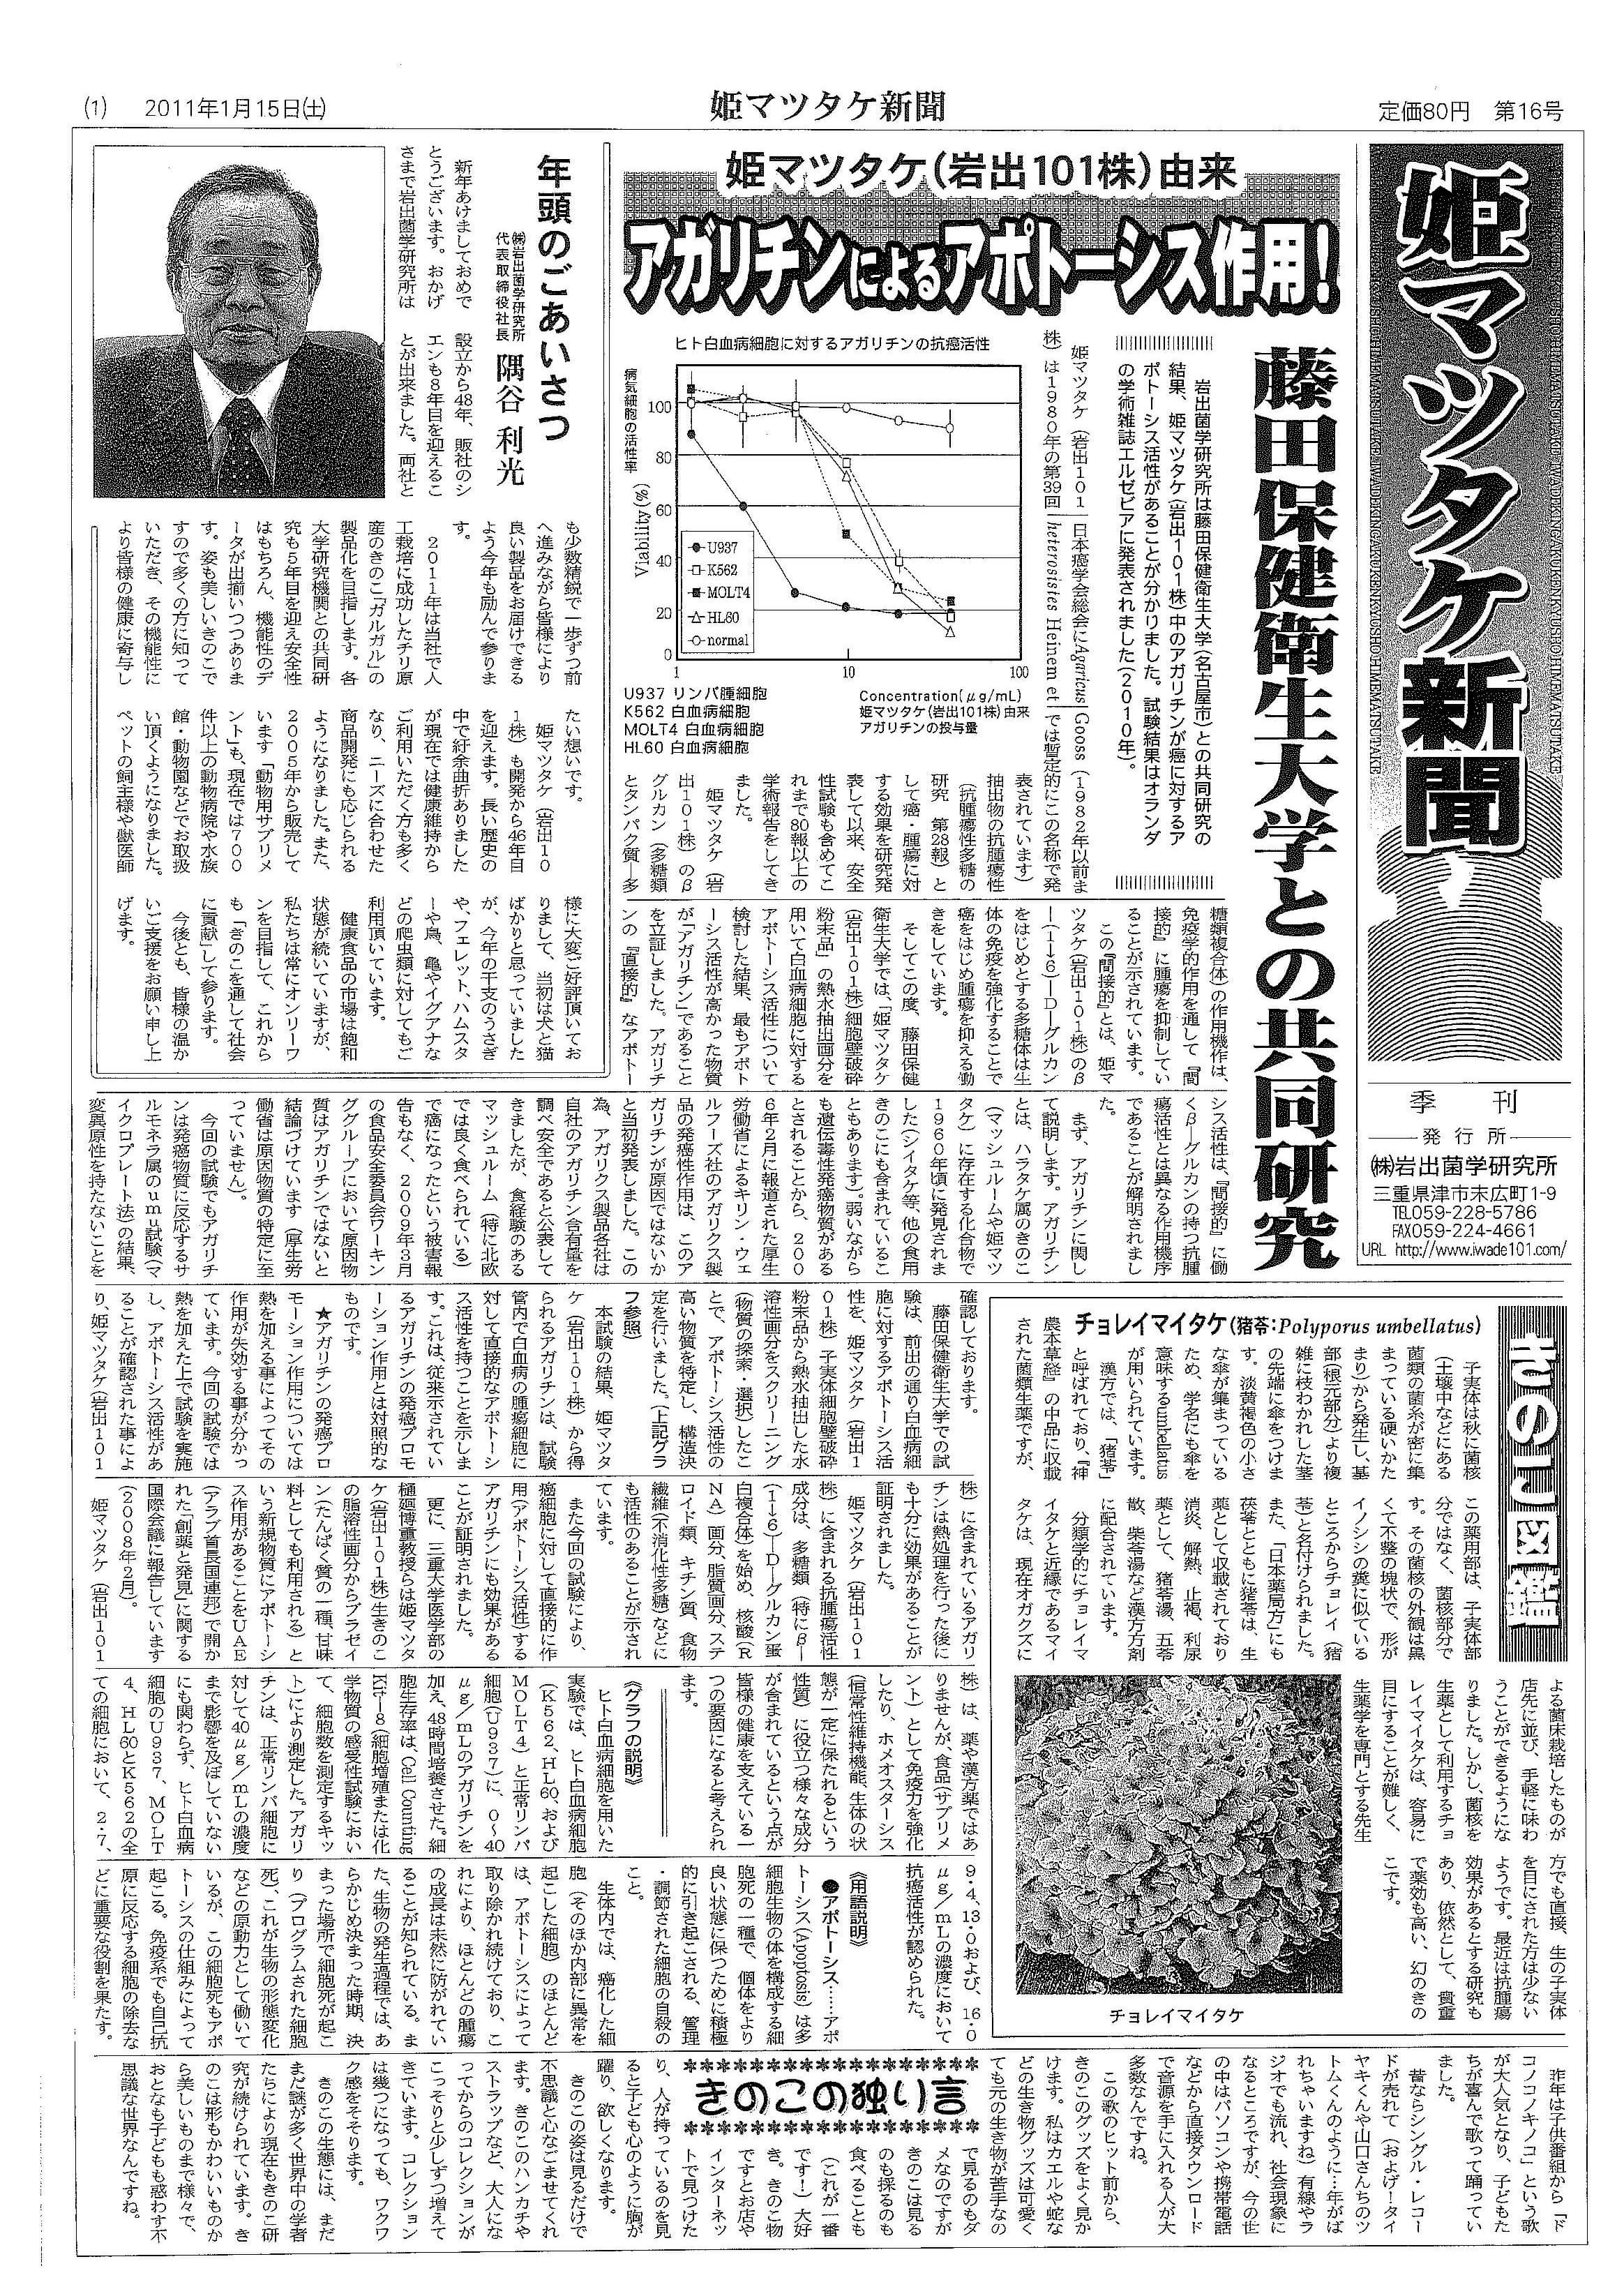 (1)　2011年1月15日(土)
姫マツタケ新聞
定価80円　第16号
姫マツタケ新聞
季　刊
発行所
㈱岩出菌学研究所
三重県津市末広町1-9
TEL059-228-5786
FAX059-224-4661
URL http://www.iwade101.com/
姫マツタケ(岩出101株)由来
アガリチンによるアポトーシス作用!
藤田保健衛生大学との共同研究
岩出菌学研究所は藤田保健衛生大学(名古屋市)との共同研究の
結果、姫マツタケ(岩出101株)中のアガリチンが癌に対するア
ポトーシス活性があることが分かりました。試験結果はオランダ
の学術雑誌エルゼビアに発表されました(2010年)。
ヒト白血病細胞に対するアガリチンの抗癌活性
病気細胞の活性率
Viability(%)
100
80
60
40
20
0
U937
K562
MOLT4
HL60
normal
1
10
100
U937 リンパ腫細胞
K562 白血病細胞
MOLT4 白血病細胞
HL60 白血病細胞
Concentration(μg/mL)
姫マツタケ(岩出101株)由来
アガリチンの投与量
姫マツタケ(岩出101
株)は1980年の第39回
日本癌学会総会にAgaricus
heterosistes Heinem et
Gooss(1982年以前ま
では暫定的にこの名称で発
表されています)
抽出物の抗腫瘍性
(抗腫瘍性多糖の
研究　第28報)と
して癌・腫瘍に対
する効果を研究発
表して以来、安全
性試験も含めてこ
れまで80報以上の
学術報告をしてき
ました。
姫マツタケ(岩
出101株)のβ
グルカン(多糖類
とタンパク質―多
糖類複合体)の作用機作は、
免疫学的作用を通して『間
接的』に腫瘍を抑制してい
ることが示されています。
この『間接的』とは、姫マ
ツタケ(岩出101株)のβ
―(1→6)―D―グルカン
をはじめとする多糖体は生
体の免疫を強化することで
癌をはじめ腫瘍を抑える働
きをしています。
そしてこの度、藤田保健
衛生大学では、「姫マツタケ
(岩出101株)細胞壁破砕
粉末品」の熱水抽出画分を
用いて白血病細胞に対する
アポトーシス活性について
検討した結果、最もアポト
ーシス活性が高かった物質
が「アガリチン」であること
を立証しました。アガリチ
ンの『直接的』なアポトー
シス活性は、『間接的』に働
くβ―グルカンの持つ抗腫
瘍活性とは異なる作用機序
であることが解明されまし
た。
まず、アガリチンに関し
て説明します。アガリチン
とは、ハラタケ属のきのこ
(マッシュルームや姫マツ
タケ)に存在する化合物で
1960年頃に発見されま
した(シイタケ等、他の食用
きのこにも含まれているこ
ともあります)。弱いながら
も遺伝毒性発癌物質がある
とされることから、200
6年2月に報道された厚生
労働省によるキリン・ウェ
ルフーズ社のアガリクス製
品の発癌性作用は、このア
ガリチンが原因ではないか
と当初発表しました。この
為、アガリクス製品各社は
自社のアガリチン含有量を
調べ安全であると公表して
きましたが、食経験のある
マッシュルーム(特に北欧
では良く食べられている)
で癌になったという被害報
告もなく、2009年3月
の食品安全委員会ワーキン
ググループにおいて原因物
質はアガリチンではないと
結論づけています(厚生労
働省は原因物質の特定に至
っていません)。
今回の試験でもアガリチ
ンは発癌物質に反応するサ
ルモネラ属のumu試験(マ
イクロプレート法)の結果、
変異原性を持たないことを
確認しております。
藤田保健衛生大学での試
験は、前出の通り白血病細
胞に対するアポトーシス活
性を、姫マツタケ(岩出1
01株)子実体細胞壁破砕
粉末品から熱水抽出した水
溶性画分をスクリーニング
(物質の探索・選択)したこ
とで、アポトーシス活性の
高い物質を特定し、構造決
定を行いました。(上記グラ
フ参照)
本試験の結果、姫マツタ
ケ(岩出101株)から得
られるアガリチンは、試験
管内で白血病の腫瘍細胞に
対して直接的なアポトーシ
ス活性を持つことを示しま
す。これは、従来示されてい
るアガリチンの発癌プロモ
ーション作用とは対照的な
ものです。
★アガリチンの発癌プロ
モーション作用については
熱を加える事によってその
作用が失効する事が分かっ
ています。今回の試験では
熱を加えた上で試験を実施
し、アポトーシス活性があ
ることが確認された事によ
り、姫マツタケ(岩出101
株)に含まれているアガリ
チンは熱処理を行った後に
も十分に効果があることが
証明されました。
姫マツタケ(岩出101
株)に含まれる抗腫瘍活性
成分は、多糖類(特にβ―
(1→6)―D―グルカン蛋
白複合体)を始め、核酸(R
NA)画分、脂質画分、ステ
ロイド類、キチン質、食物
繊維(不消化性多糖)などに
も活性のあることが示され
ています。
また今回の試験により、
癌細胞に対して直接的に作
用(アポトーシス活性)する
アガリチンにも効果がある
ことが証明されました。
更に、三重大学医学部の
樋廻博重教授らは姫マツタ
ケ(岩出101株)生きのこ
の脂溶性画分からブラゼイ
ン(たんぱく質の一種、甘味
料としても利用される)と
いう新規物質にアポトーシ
ス作用があることをUAE
(アラブ首長国連邦)で開か
れた「創薬と発見」に関する
国際会議に報告しています
(2008年2月)。
姫マツタケ(岩出101
株)は、薬や漢方薬ではあ
りませんが、食品(サプリメ
ント)として免疫力を強化
したり、ホメオスターシス
(恒常性維持機能、生体の状
態が一定に保たれるという
性質)に役立つ様々な成分
が含まれているという点が
皆様の健康を支えている一
つの要因になると考えられ
ます。
《グラフの説明》
ヒト白血病細胞を用いた
実験では、ヒト白血病細胞
(K562、HL60、および
MOLT4)と正常リンパ
細胞(U937)に、0～40
μg/mLのアガリチンを
加え、48時間培養させた。細
胞生存率は、Cell Counting
Kit-8(細胞増殖または化
学物質の感受性試験におい
て、細胞数を測定するキッ
ト)により測定した。アガリ
チンは、正常リンパ細胞に
対して40μg/mLの濃度
まで影響を及ぼしていない
にも関わらず、ヒト白血病
細胞のU937、MOLT
4、HL60とK562の全
ての細胞において、2・7、
9・4、13・0および、16・0
μg/mLの濃度において
抗癌活性が認められた。
《用語説明》
●アポトーシス……アポ
トーシス(Apoptosis)は多
細胞生物の体を構成する細
胞死の一種で、個体をより
良い状態に保つために積極
的に引き起こされる、管理
・調節された細胞の自殺の
こと。
生体内では、癌化した細
胞(そのほか内部に異常を
起こした細胞)のほとんど
は、アポトーシスによって
取り除かれ続けており、こ
れにより、ほとんどの腫瘍
の成長は未然に防がれてい
ることが知られている。ま
た、生物の発生過程では、あ
らかじめ決まった時期、決
まった場所で細胞死が起こ
り(プログラムされた細胞
死)、これが生物の形態変化
などの原動力として働いて
いるが、この細胞死もアポ
トーシスの仕組みによって
起こる。免疫系でも自己抗
原に反応する細胞の除去な
どに重要な役割を果たす。
年頭のごあいさつ
㈱岩出菌学研究所
代表取締役社長　隅谷 利光
新年あけましておめで
とうございます。おかげ
さまで岩出菌学研究所は
設立から48年、販社のシ
エンも8年目を迎えるこ
とが出来ました。両社と
も少数精鋭で一歩ずつ前
へ進みながら皆様により
良い製品をお届けできる
よう今年も励んで参りま
す。
2011年は当社で人
工栽培に成功したチリ原
産のきのこ「ガルガル」の
製品化を目指します。各
大学研究機関との共同研
究も5年目を迎え安全性
はもちろん、機能性のデ
ータが出揃いつつありま
す。姿も美しいきのこで
すので多くの方に知って
いただき、その機能性に
より皆様の健康に寄与し
たい想いです。
姫マツタケ(岩出10
1株)も開発から46年目
を迎えます。長い歴史の
中で紆余曲折ありました
が現在では健康維持から
ご利用いただく方も多く
なり、ニーズに合わせた
商品開発にも応じられる
ようになりました。また、
2005年から販売して
います「動物用サプリメ
ント」も、現在では700
件以上の動物病院や水族
館・動物園などでお取扱
い頂くようになりました。
ペットの飼主様や獣医師
様に大変ご好評頂いてお
りまして、当初は犬と猫
ばかりと思っていました
が、今年の干支のうさぎ
や、フェレット、ハムスタ
ーや鳥、亀やイグアナな
どの爬虫類に対してもご
利用頂いています。
健康食品の市場は飽和
状態が続いていますが、
私たちは常にオンリーワ
ンを目指して、これから
も「きのこを通して社会
に貢献」して参ります。
今後とも、皆様の温か
いご支援をお願い申し上
げます。
きのこ図鑑
チョレイマイタケ(猪苓:Polyporus umbellatus)
子実体は秋に菌核
(土壌中などにある
菌類の菌糸が密に集
まっている硬いかた
まり)から発生し、基
部(根元部分)より複
雑に枝わかれした茎
の先端に傘をつけま
す。淡黄褐色の小さ
な傘が集まっている
ため、学名にも傘を
意味するumbellatus
が用いられています。
漢方では、「猪苓」
と呼ばれており、『神
農本草経』の中品に収載
された菌類生薬ですが、
この薬用部は、子実体部
分ではなく、菌核部分で
す。その菌核の外観は黒
くて不整の塊状で、形が
イノシシの糞に似ている
ところからチョレイ(猪
苓)と名付けられました。
また、「日本薬局方」にも
茯苓とともに猪苓は、生
薬として収載されており
消炎、解熱、止褐、利尿
薬として、猪苓湯、五苓
散、柴苓湯など漢方方剤
に配合されています。
分類学的にチョレイマ
イタケと近縁であるマイ
タケは、現在オガクズに
よる菌床栽培したものが
店先に並び、手軽に味わ
うことができるようにな
りました。しかし、菌核を
生薬として利用するチョ
レイマイタケは、容易に
目にすることが難しく、
生薬学を専門とする先生
方でも直接、生の子実体
を目にされた方は少ない
ようです。最近は抗腫瘍
効果があるとする研究も
あり、依然として、貴重
で薬効も高い、幻のきの
こです。
チョレイマイタケ
きのこの独り言
昨年は子供番組から「ド
コノコノキノコ」という歌
が大人気となり、子どもた
ちが喜んで歌って踊ってい
ました。
昔ならシングル・レコー
ドが売れて(およげ!タイ
ヤキくんや山口さんちのツ
トムくんのように…年がば
れちゃいますね)有線やラ
ジオでも流れ、社会現象に
なるところですが、今の世
の中はパソコンや携帯電話
などから直接ダウンロード
で音源を手に入れる人が大
多数なんですね。
この歌のヒット前から、
きのこのグッズをよく見か
けます。私はカエルや蛇な
どの生き物グッズは可愛く
ても元の生き物が苦手なの
で見るのもダ
メなのですが
きのこは見る
のも採るのも
食べることも
(これが一番
です!)大好
き。きのこ物
ですとお店や
インターネッ
トで見つけた
り、人が持っているのを見
ると子ども心のように胸が
躍り、欲しくなります。
きのこの姿は見るだけで
不思議と心なごませてくれ
ます。きのこのハンカチや
ストラップなど、大人にな
ってからのコレクションが
こっそりと少しずつ増えて
きています。コレクション
は幾つになっても、ワクワ
ク感をそそります。
きのこの生態には、まだ
まだ謎が多く世界中の学者
たちにより現在もきのこ研
究が続けられています。き
のこは形もかわいいものか
ら美しいものまで様々で、
おとなも子どもも惑わす不
思議な世界なんですね。